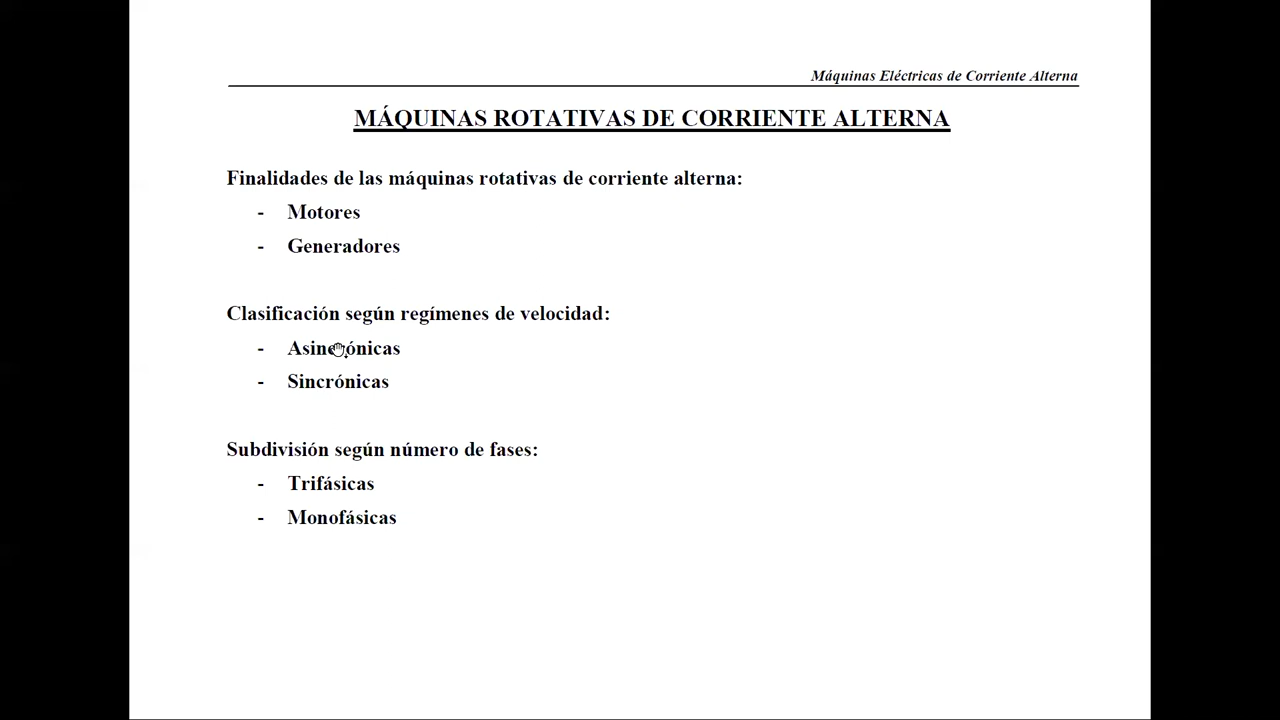 Máquinas Eléctricas de Corriente Alterna
MÁQUINAS ROTATIVAS DE CORRIENTE ALTERNA
Finalidades de las máquinas rotativas de corriente alterna:
- Motores
- Generadores
Clasificación según regímenes de velocidad:
- Asincrónicas
- Sincrónicas
Subdivisión según número de fases:
- Trifásicas
- Monofásicas